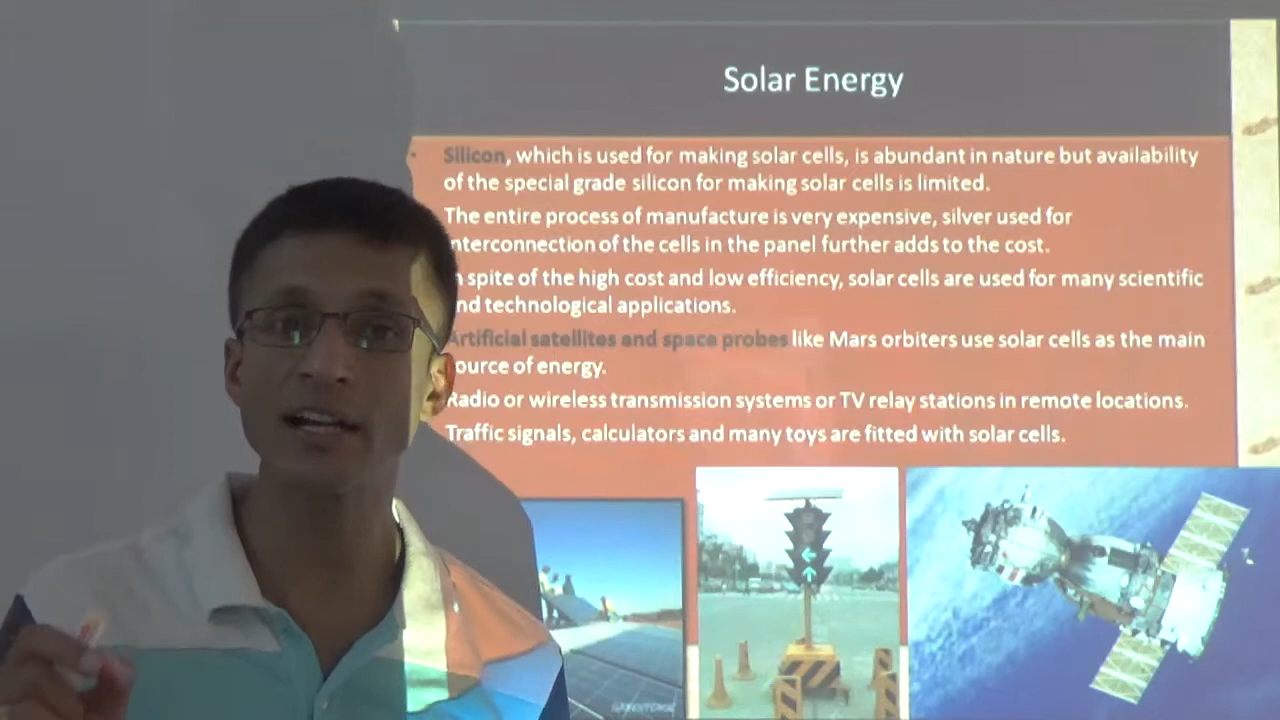 Solar Energy
Silicon, which is used for making solar cells, is abundant in nature but availability
of the special grade silicon for making solar cells is limited.
The entire process of manufacture is very expensive, silver used for
nterconnection of the cells in the panel further adds to the cost.
n spite of the high cost and low efficiency, solar cells are used for many scientific
nd technological applications.
Artificial satellites and space probes like Mars orbiters use solar cells as the main
ource of energy.
Radio or wireless transmission systems or TV relay stations in remote locations.
Traffic signals, calculators and many toys are fitted with solar cells.
GREENPEACE